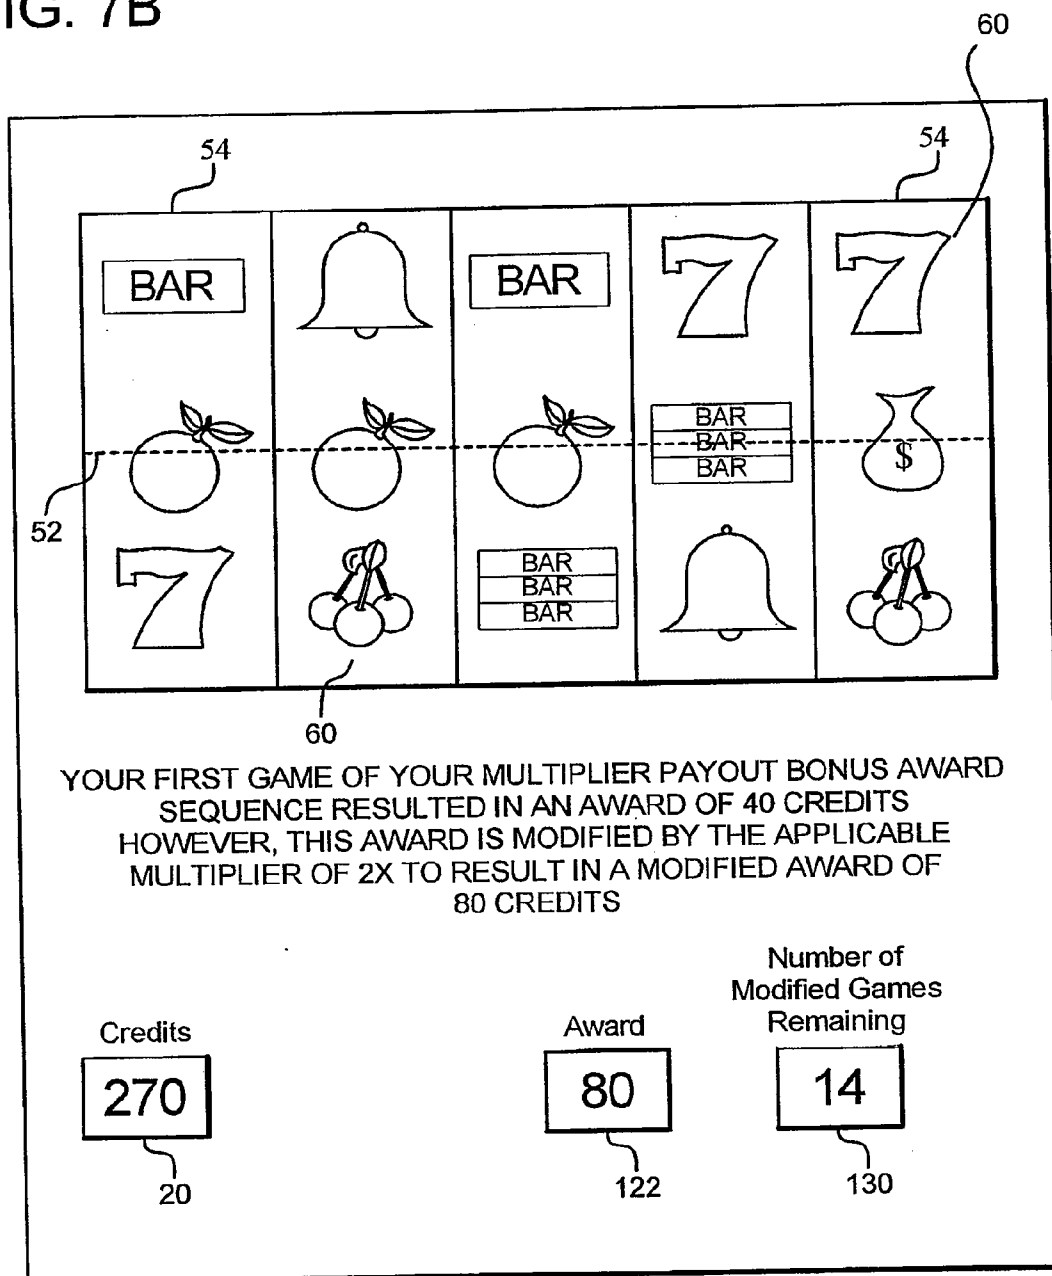 IG. 7B
60
54
54
BAR
BAR
7
7
BAR
BAR
BAR
$
52
7
BAR
BAR
BAR
60
YOUR FIRST GAME OF YOUR MULTIPLIER PAYOUT BONUS AWARD
SEQUENCE RESULTED IN AN AWARD OF 40 CREDITS
HOWEVER, THIS AWARD IS MODIFIED BY THE APPLICABLE
MULTIPLIER OF 2X TO RESULT IN A MODIFIED AWARD OF
80 CREDITS
Number of
Modified Games
Remaining
Credits
Award
270
80
14
20
122
130